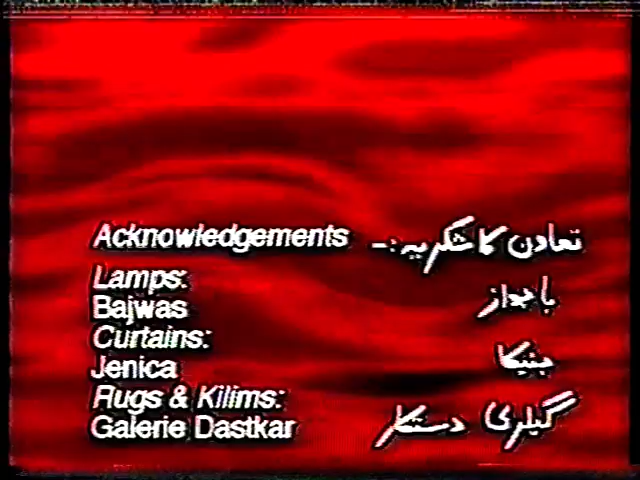 Acknowledgements تعاون کا شکریہ :-
Lamps:
Bajwas باجواز
Curtains:
Jenica جینیکا
Rugs & Kilims:
Galerie Dastkar گیلری دستکار